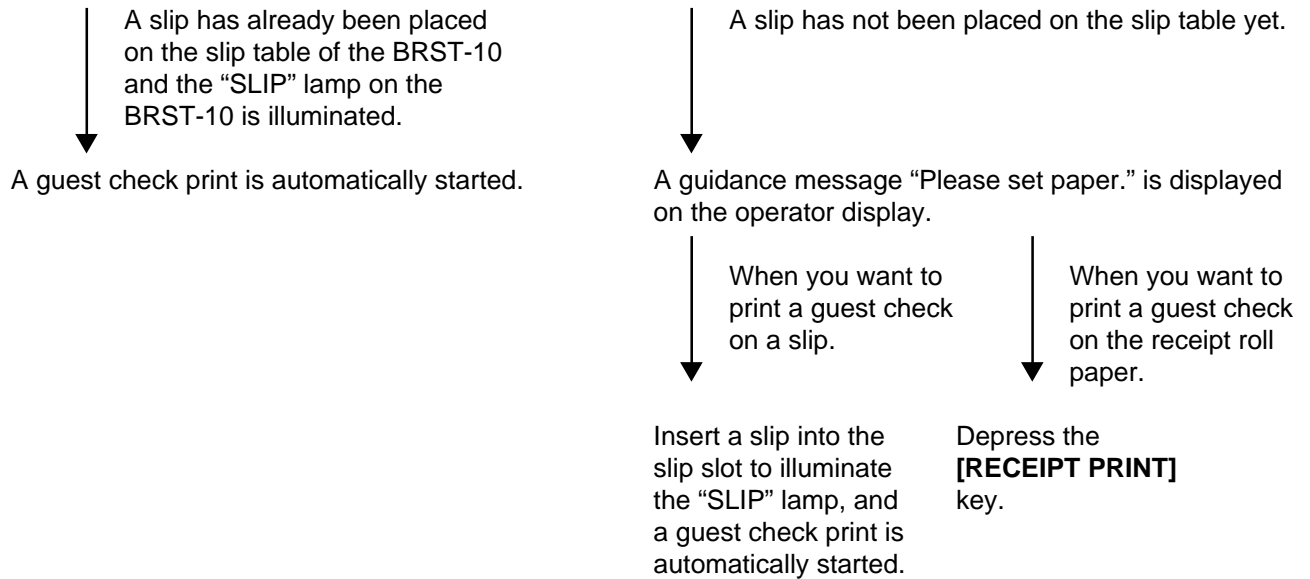 A slip has already been placed
on the slip table of the BRST-10
and the “SLIP” lamp on the
BRST-10 is illuminated.
A guest check print is automatically started.
A slip has not been placed on the slip table yet.
A guidance message “Please set paper.” is displayed
on the operator display.
When you want to
print a guest check
on a slip.
Insert a slip into the
slip slot to illuminate
the “SLIP” lamp, and
a guest check print is
automatically started.
When you want to
print a guest check
on the receipt roll
paper.
Depress the
[RECEIPT PRINT]
key.